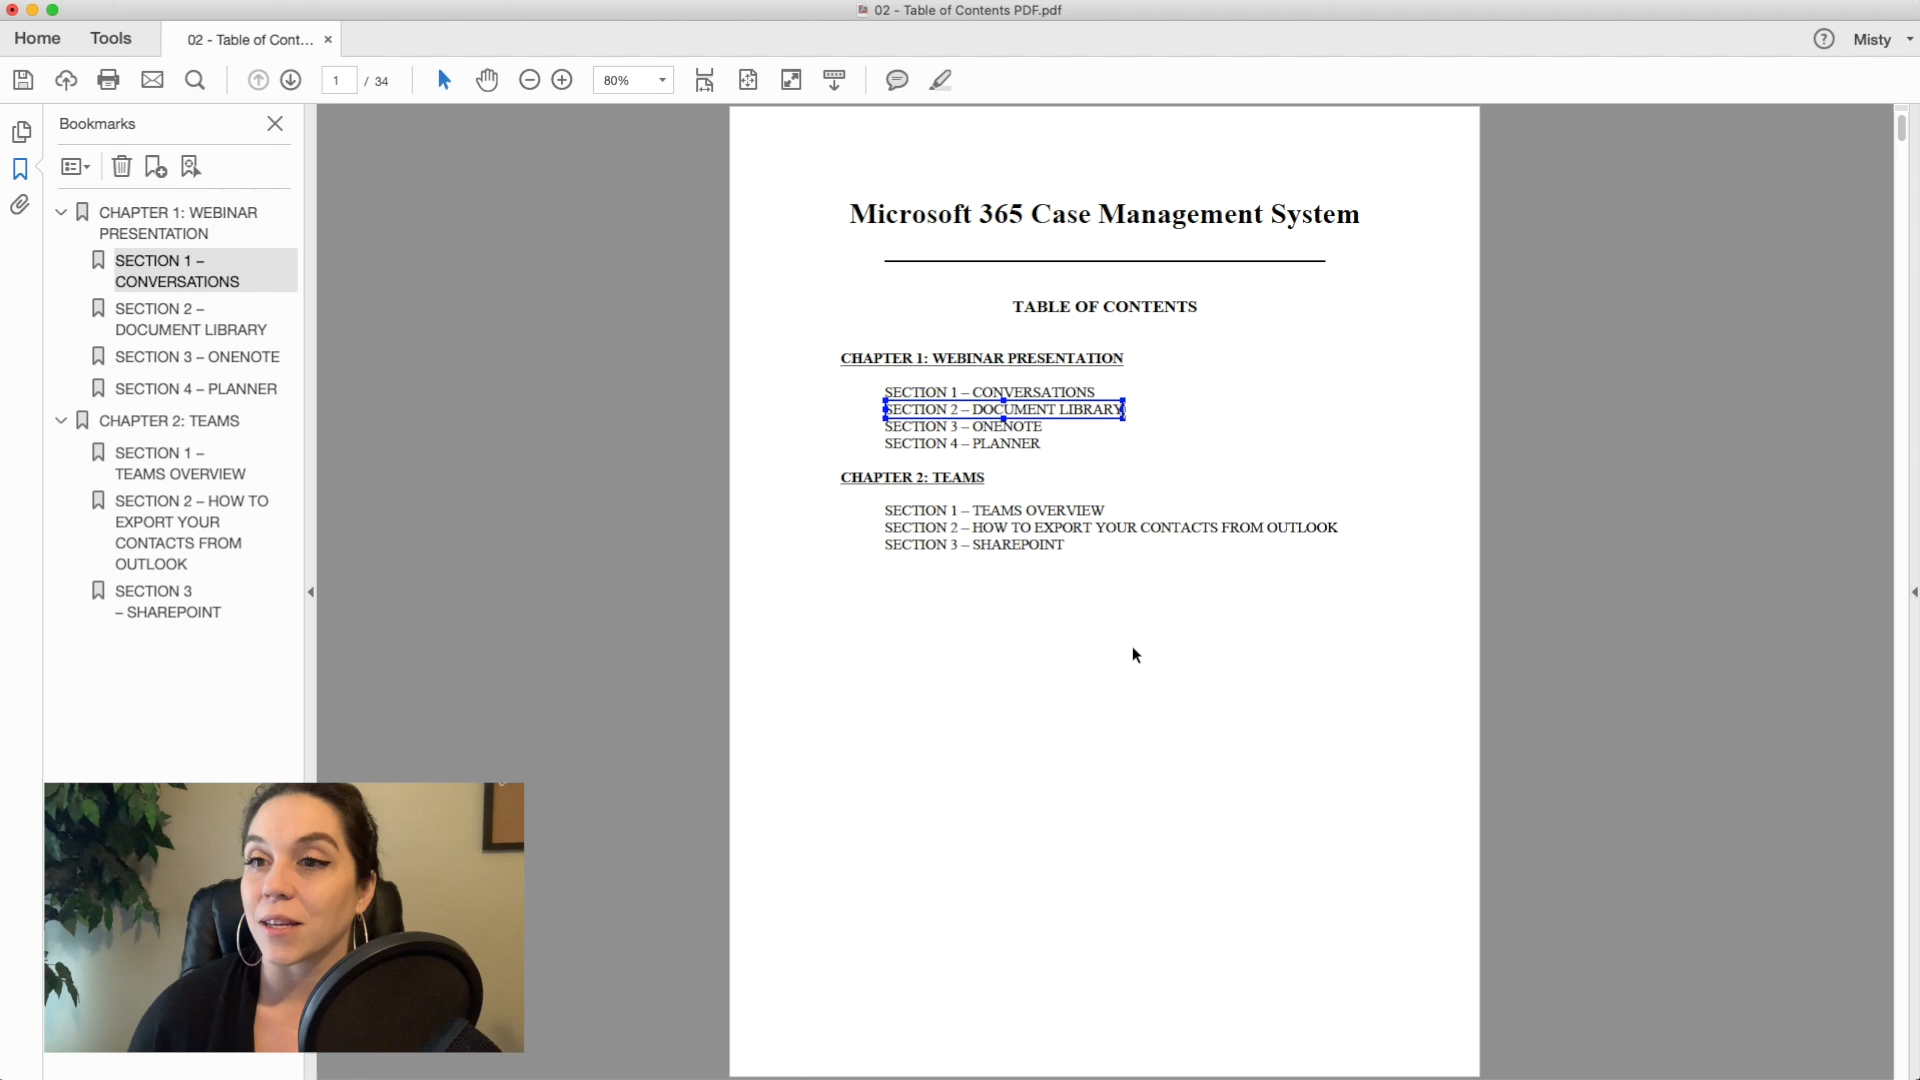 02 - Table of Contents PDF.pdf
Home
Tools
02 - Table of Cont...
Misty
1 / 34
80%
Bookmarks
CHAPTER 1: WEBINAR
PRESENTATION
SECTION 1 –
CONVERSATIONS
SECTION 2 –
DOCUMENT LIBRARY
SECTION 3 – ONENOTE
SECTION 4 – PLANNER
CHAPTER 2: TEAMS
SECTION 1 –
TEAMS OVERVIEW
SECTION 2 – HOW TO
EXPORT YOUR
CONTACTS FROM
OUTLOOK
SECTION 3
– SHAREPOINT
Microsoft 365 Case Management System
TABLE OF CONTENTS
CHAPTER 1: WEBINAR PRESENTATION
SECTION 1 – CONVERSATIONS
SECTION 2 – DOCUMENT LIBRARY
SECTION 3 – ONENOTE
SECTION 4 – PLANNER
CHAPTER 2: TEAMS
SECTION 1 – TEAMS OVERVIEW
SECTION 2 – HOW TO EXPORT YOUR CONTACTS FROM OUTLOOK
SECTION 3 – SHAREPOINT